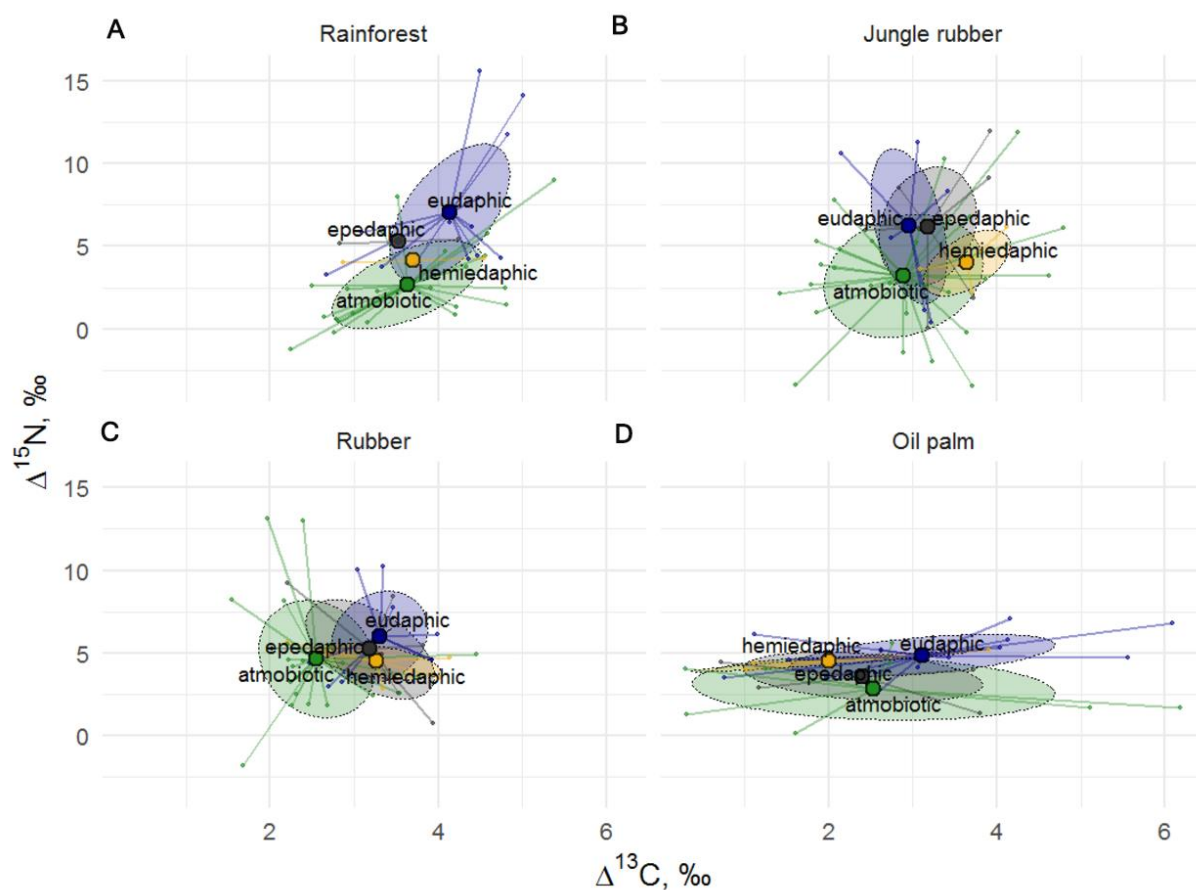 A
Rainforest
B
Jungle rubber
15
10
5
0
eudaphic
epedaphic
hemiedaphic
atmobiotic
eudaphic
epedaphic
hemiedaphic
atmobiotic
C
Rubber
D
Oil palm
15
10
5
0
eudaphic
epedaphic
atmobiotic
hemiedaphic
hemiedaphic
eudaphic
epedaphic
atmobiotic
2
4
6
2
4
6
Δ¹⁵N, ‰
Δ¹³C, ‰